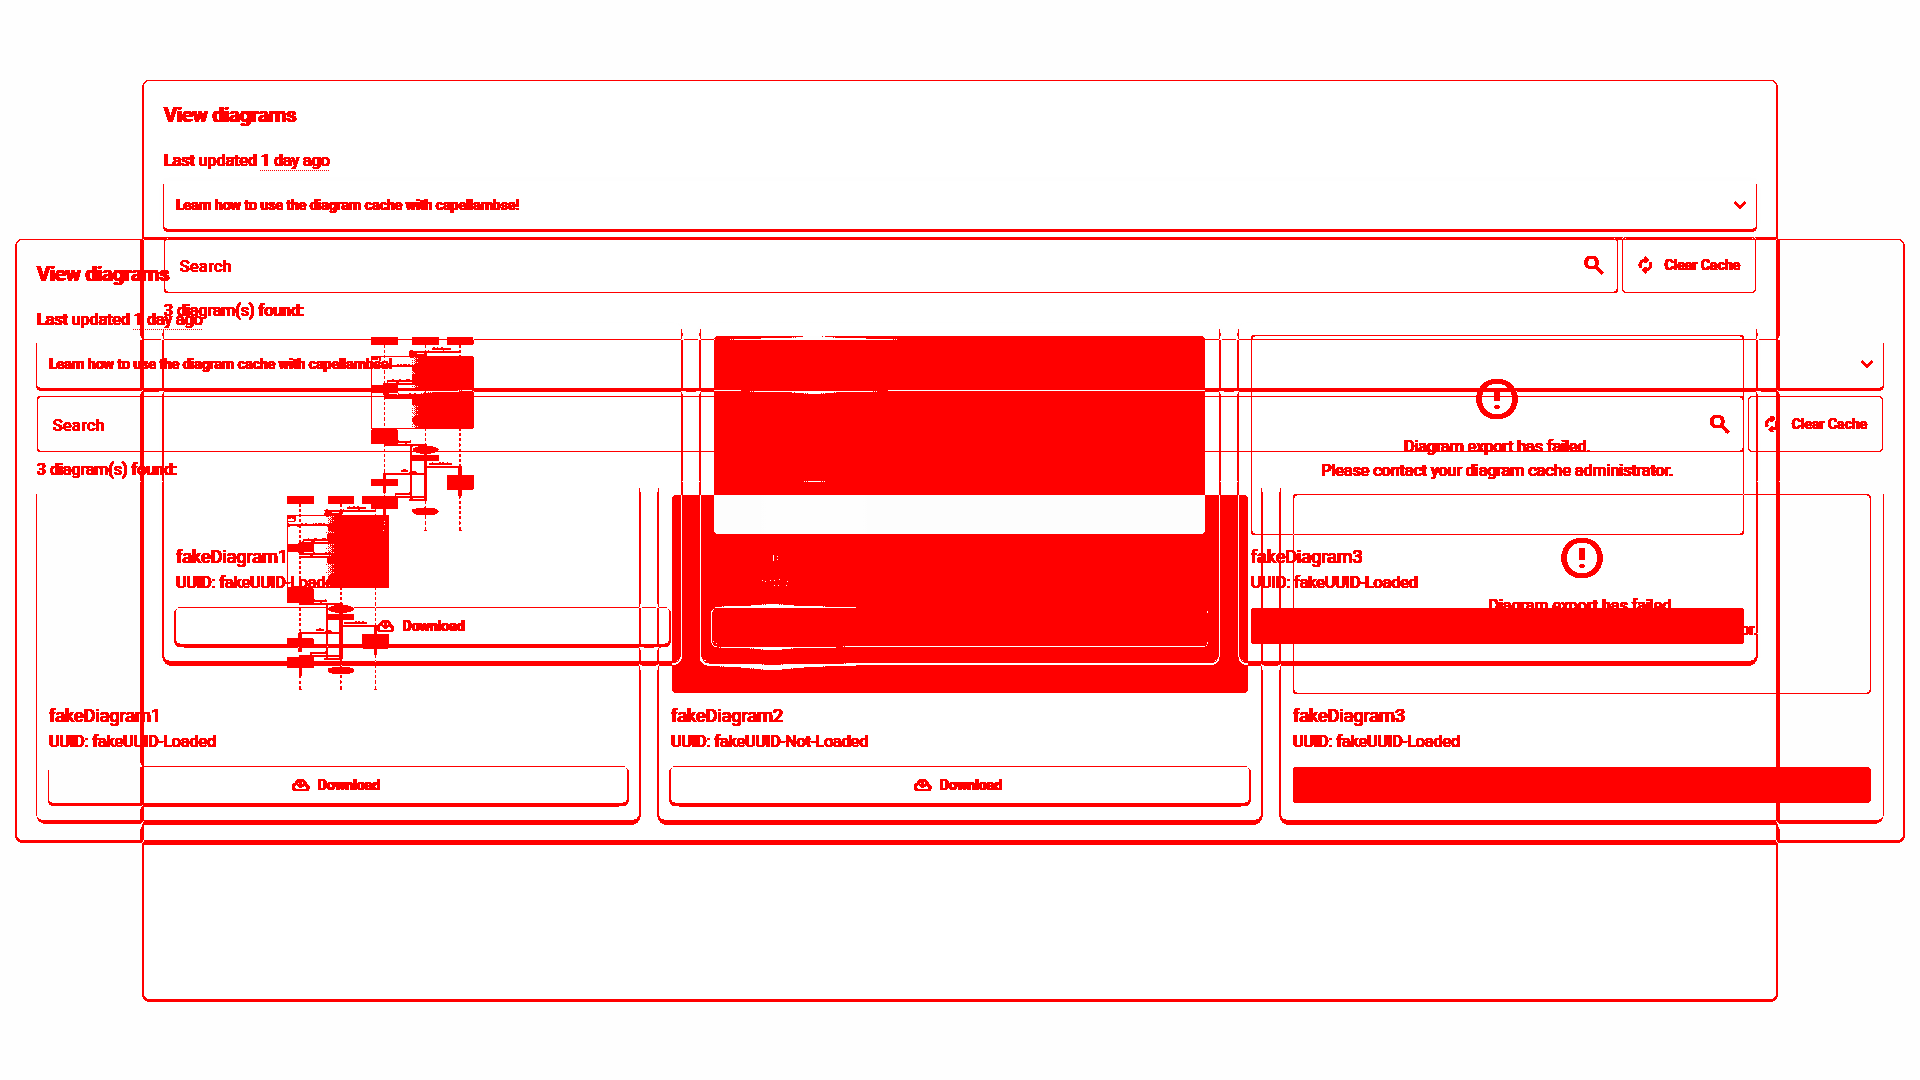 View diagrams
Last updated 1 day ago
Learn how to use the diagram cache with capellambse!
Search
Clear Cache
3 diagram(s) found:
View diagrams
Last updated 1 day ago
Learn how to use the diagram cache with capellambse!
Search
Clear Cache
3 diagram(s) found:
Diagram export has failed.
Please contact your diagram cache administrator.
fakeDiagram1
UUID: fakeUUID-Loaded
Download
fakeDiagram3
UUID: fakeUUID-Loaded
Diagram export has failed.
or.
fakeDiagram1
UUID: fakeUUID-Loaded
Download
fakeDiagram2
UUID: fakeUUID-Not-Loaded
Download
fakeDiagram3
UUID: fakeUUID-Loaded